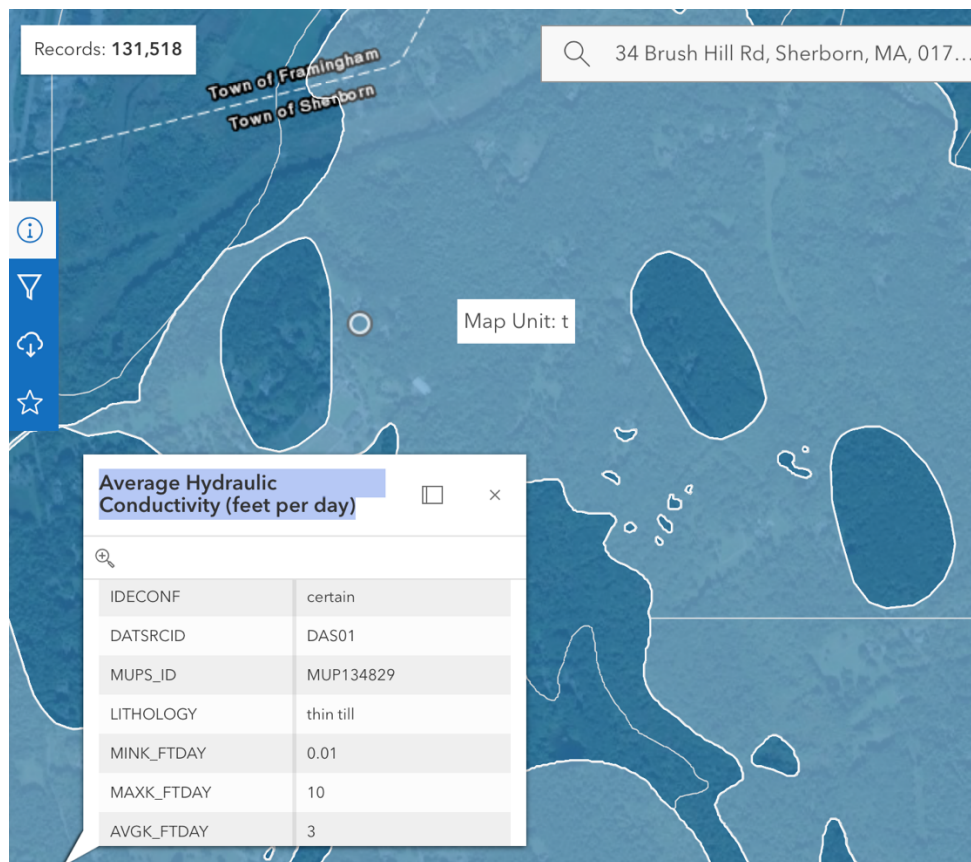 Records: 131,518
34 Brush Hill Rd, Sherborn, MA, 017...
Town of Framingham
Town of Sherborn
Map Unit: t
Average Hydraulic
Conductivity (feet per day)
IDECONF certain
DATSRCID DAS01
MUPS_ID MUP134829
LITHOLOGY thin till
MINK_FTDAY 0.01
MAXK_FTDAY 10
AVGK_FTDAY 3